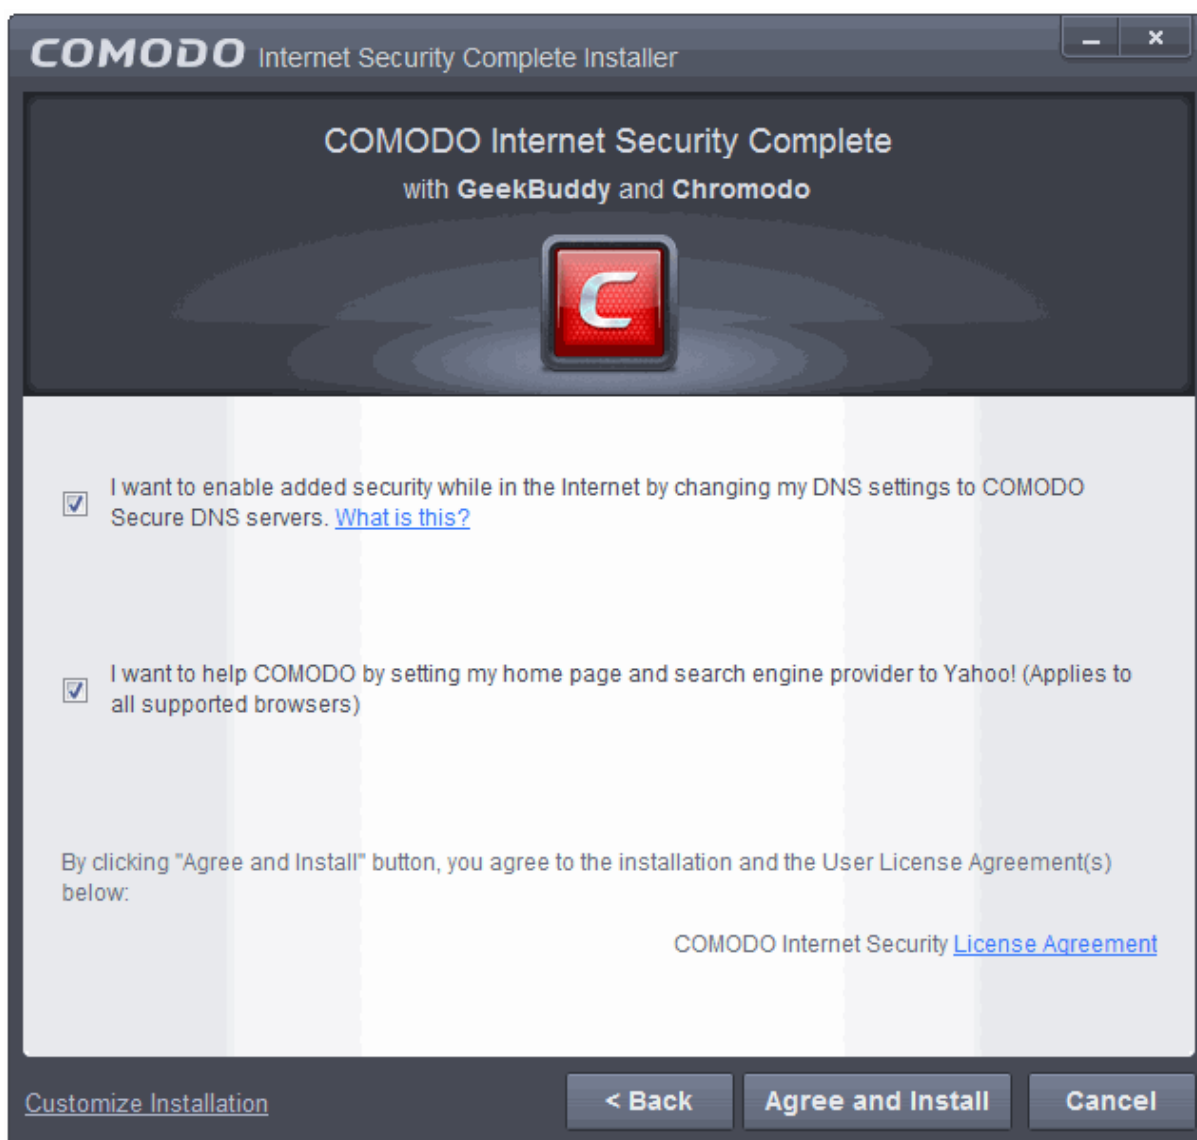 COMODO Internet Security Complete Installer
COMODO Internet Security Complete
with GeekBuddy and Chromodo
C
I want to enable added security while in the Internet by changing my DNS settings to COMODO
Secure DNS servers. What is this?
I want to help COMODO by setting my home page and search engine provider to Yahoo! (Applies to
all supported browsers)
By clicking "Agree and Install" button, you agree to the installation and the User License Agreement(s)
below:
COMODO Internet Security License Agreement
Customize Installation
< Back
Agree and Install
Cancel